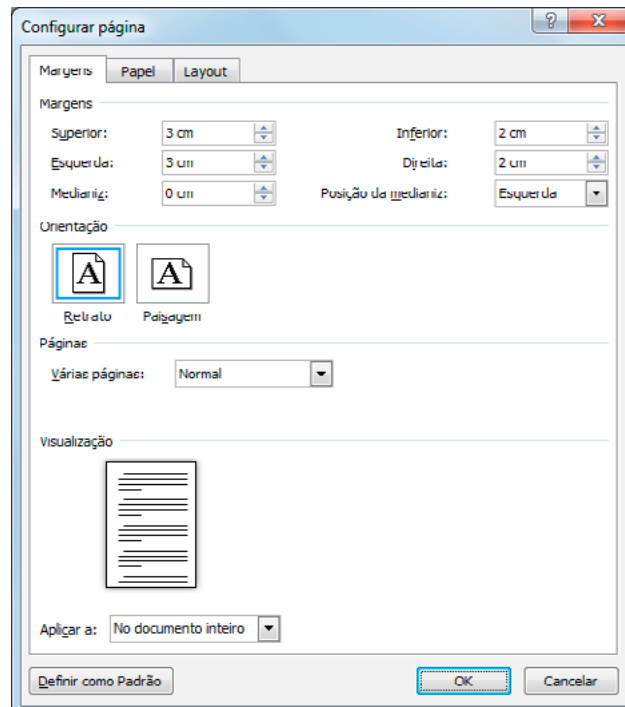 Configurar página
Margens Papel Layout
Margens
Superior: 3 cm Inferior: 2 cm
Esquerda: 3 cm Direita: 2 cm
Medianiz: 0 cm Posição da medianiz: Esquerda
Orientação
A A
Retrato Paisagem
Páginas
Várias páginas: Normal
Visualização
Aplicar a: No documento inteiro
Definir como Padrão OK Cancelar